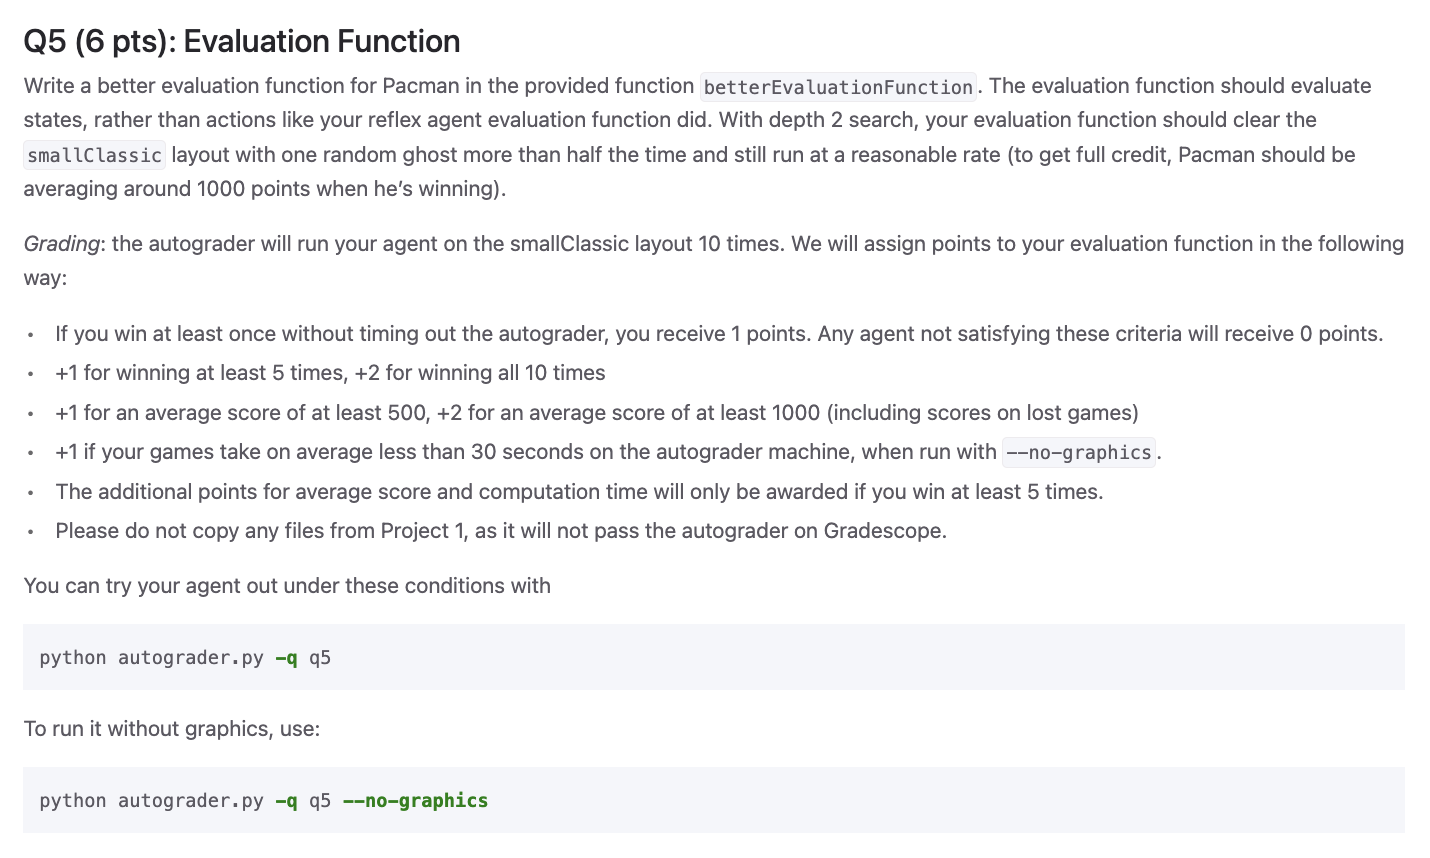 Q5 (6 pts): Evaluation Function
Write a better evaluation function for Pacman in the provided function betterEvaluationFunction. The evaluation function should evaluate
states, rather than actions like your reflex agent evaluation function did. With depth 2 search, your evaluation function should clear the
smallClassic layout with one random ghost more than half the time and still run at a reasonable rate (to get full credit, Pacman should be
averaging around 1000 points when he’s winning).
Grading: the autograder will run your agent on the smallClassic layout 10 times. We will assign points to your evaluation function in the following
way:
• If you win at least once without timing out the autograder, you receive 1 points. Any agent not satisfying these criteria will receive 0 points.
• +1 for winning at least 5 times, +2 for winning all 10 times
• +1 for an average score of at least 500, +2 for an average score of at least 1000 (including scores on lost games)
• +1 if your games take on average less than 30 seconds on the autograder machine, when run with --no-graphics.
• The additional points for average score and computation time will only be awarded if you win at least 5 times.
• Please do not copy any files from Project 1, as it will not pass the autograder on Gradescope.
You can try your agent out under these conditions with
python autograder.py -q q5
To run it without graphics, use:
python autograder.py -q q5 --no-graphics